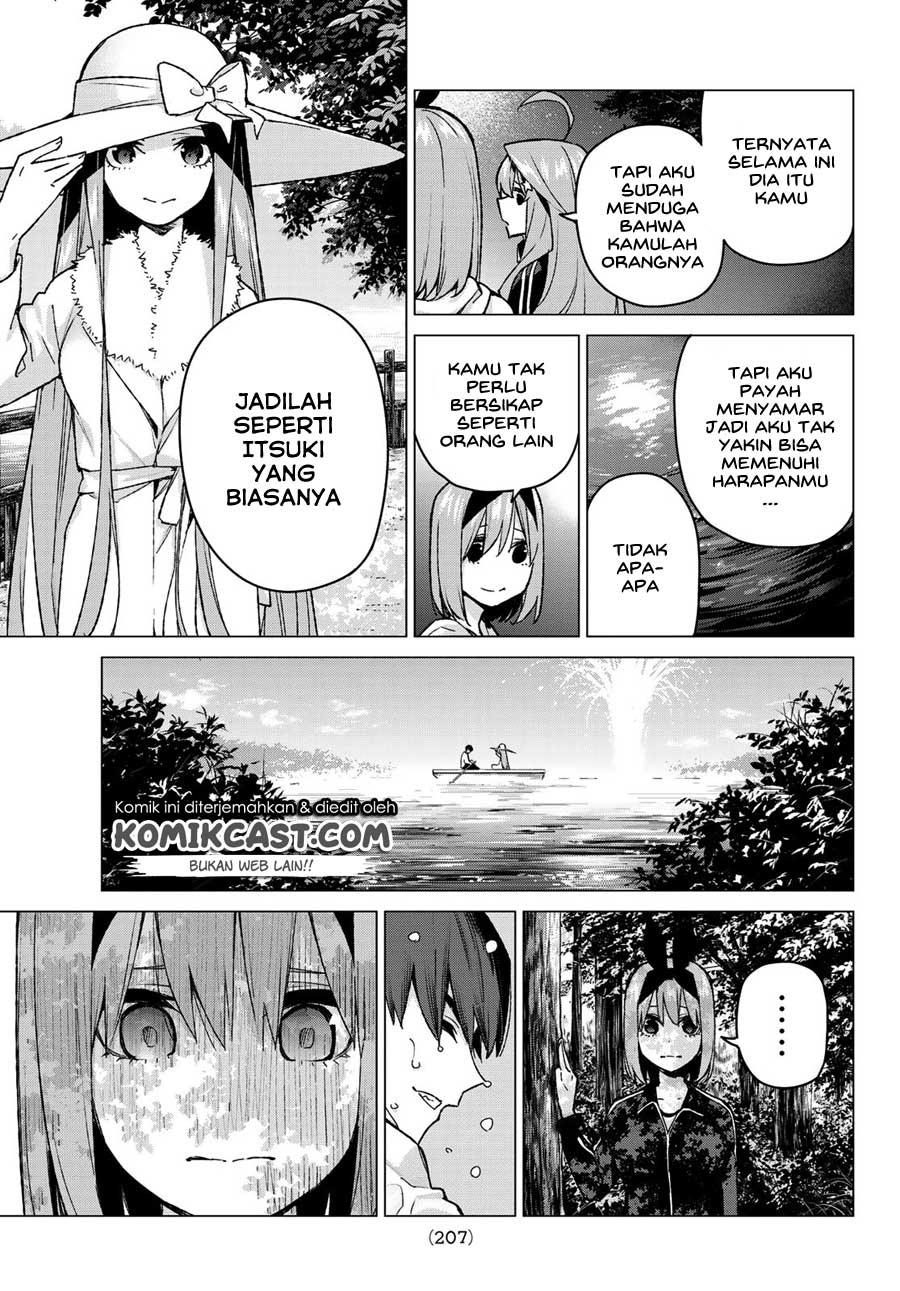 TERNYATA
SELAMA INI
DIA ITU
KAMU
TAPI AKU
SUDAH
MENDUGA
BAHWA
KAMULAH
ORANGNYA
TAPI AKU
PAYAH
MENYAMAR
JADI AKU TAK
YAKIN BISA
MEMENUHI
HARAPANMU
...
TIDAK
APA-
APA
KAMU TAK
PERLU
BERSIKAP
SEPERTI
ORANG LAIN
JADILAH
SEPERTI
ITSUKI
YANG
BIASANYA
Komik ini diterjemahkan & diedit oleh
KOMIKCAST.COM
BUKAN WEB LAIN!!
......
(207)